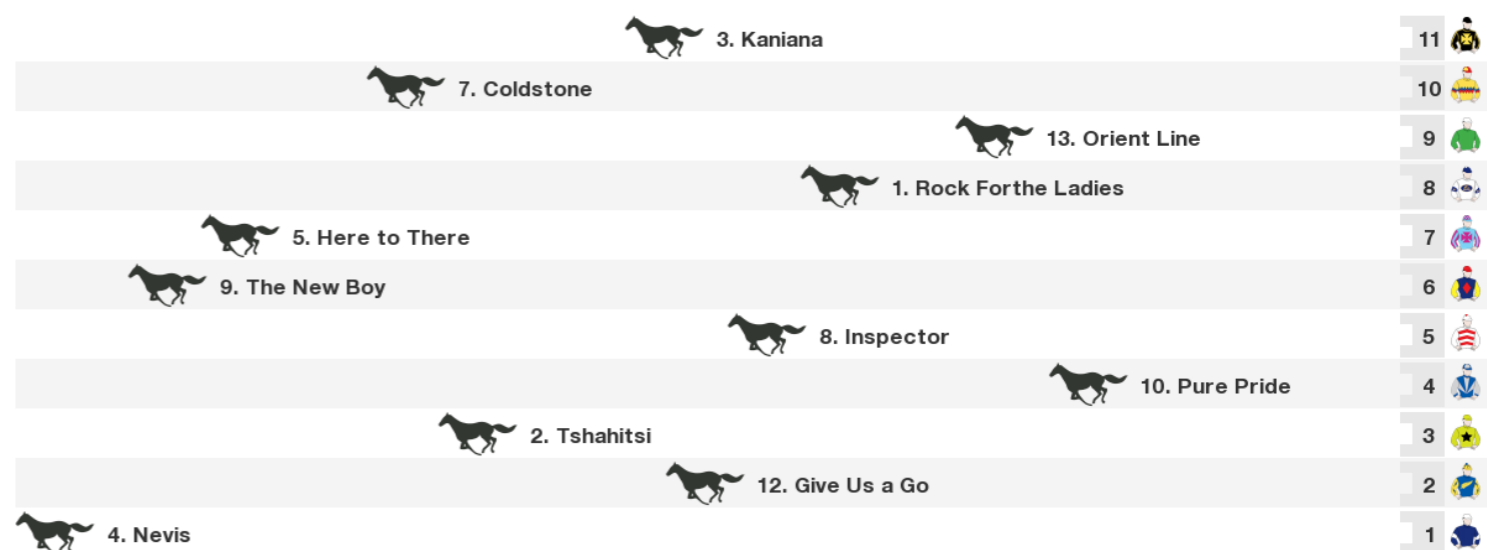 3. Kaniana 11
7. Coldstone 10
13. Orient Line 9
1. Rock Forthe Ladies 8
5. Here to There 7
9. The New Boy 6
8. Inspector 5
10. Pure Pride 4
2. Tshahitsi 3
12. Give Us a Go 2
4. Nevis 1